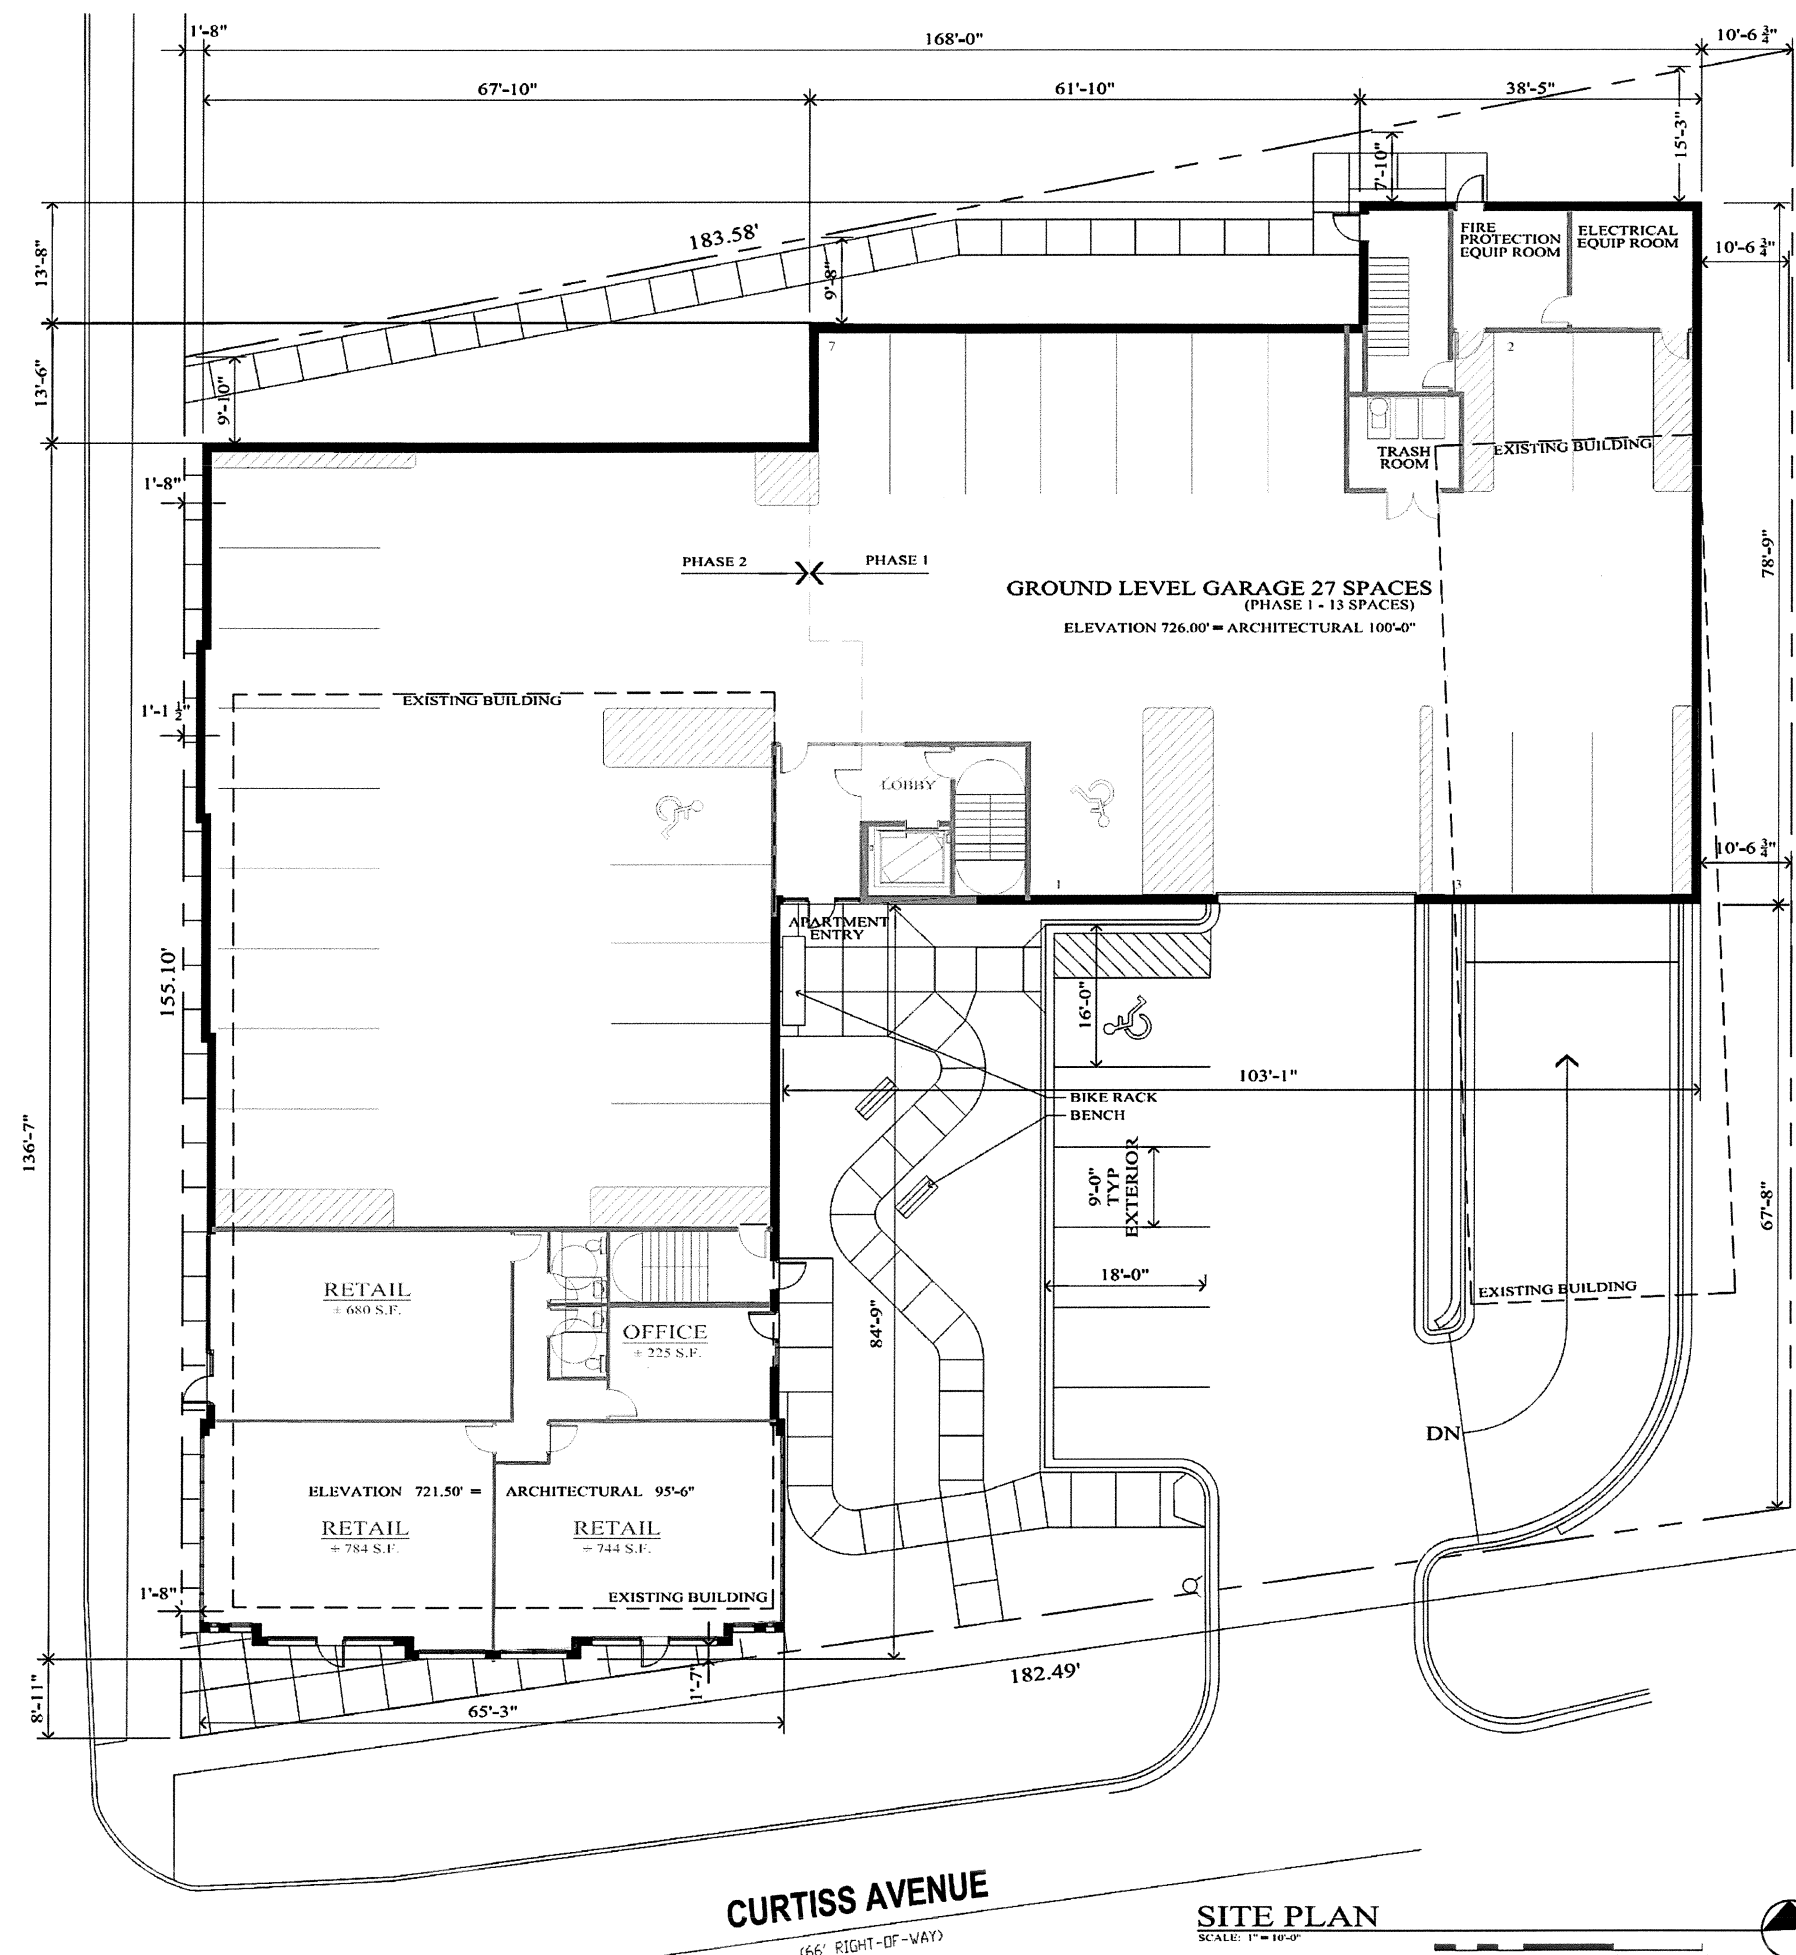 1'-8"
168'-0"
10'-6 3/4"
67'-10"
61'-10"
38'-5"
15'-3"
7'-10"
183.58'
9'-8"
13'-8"
13'-6"
9'-10"
FIRE
PROTECTION
EQUIP ROOM
ELECTRICAL
EQUIP ROOM
10'-6 3/4"
7
2
TRASH
ROOM
EXISTING BUILDING
1'-8"
PHASE 2
PHASE 1
GROUND LEVEL GARAGE 27 SPACES
(PHASE 1 - 13 SPACES)
ELEVATION 726.00' = ARCHITECTURAL 100'-0"
78'-9"
EXISTING BUILDING
1'-1 1/2"
LOBBY
10'-6 3/4"
1
3
APARTMENT
ENTRY
155.10'
16'-0"
103'-1"
BIKE RACK
BENCH
136'-7"
9'-0"
TYP
EXTERIOR
67'-8"
18'-0"
EXISTING BUILDING
RETAIL
± 680 S.F.
OFFICE
± 225 S.F.
84'-9"
DN
ELEVATION 721.50' = ARCHITECTURAL 95'-6"
RETAIL
± 784 S.F.
RETAIL
± 744 S.F.
1'-8"
EXISTING BUILDING
8'-11"
65'-3"
1'-7"
182.49'
CURTISS AVENUE
(66' RIGHT-OF-WAY)
SITE PLAN
SCALE: 1" = 10'-0"